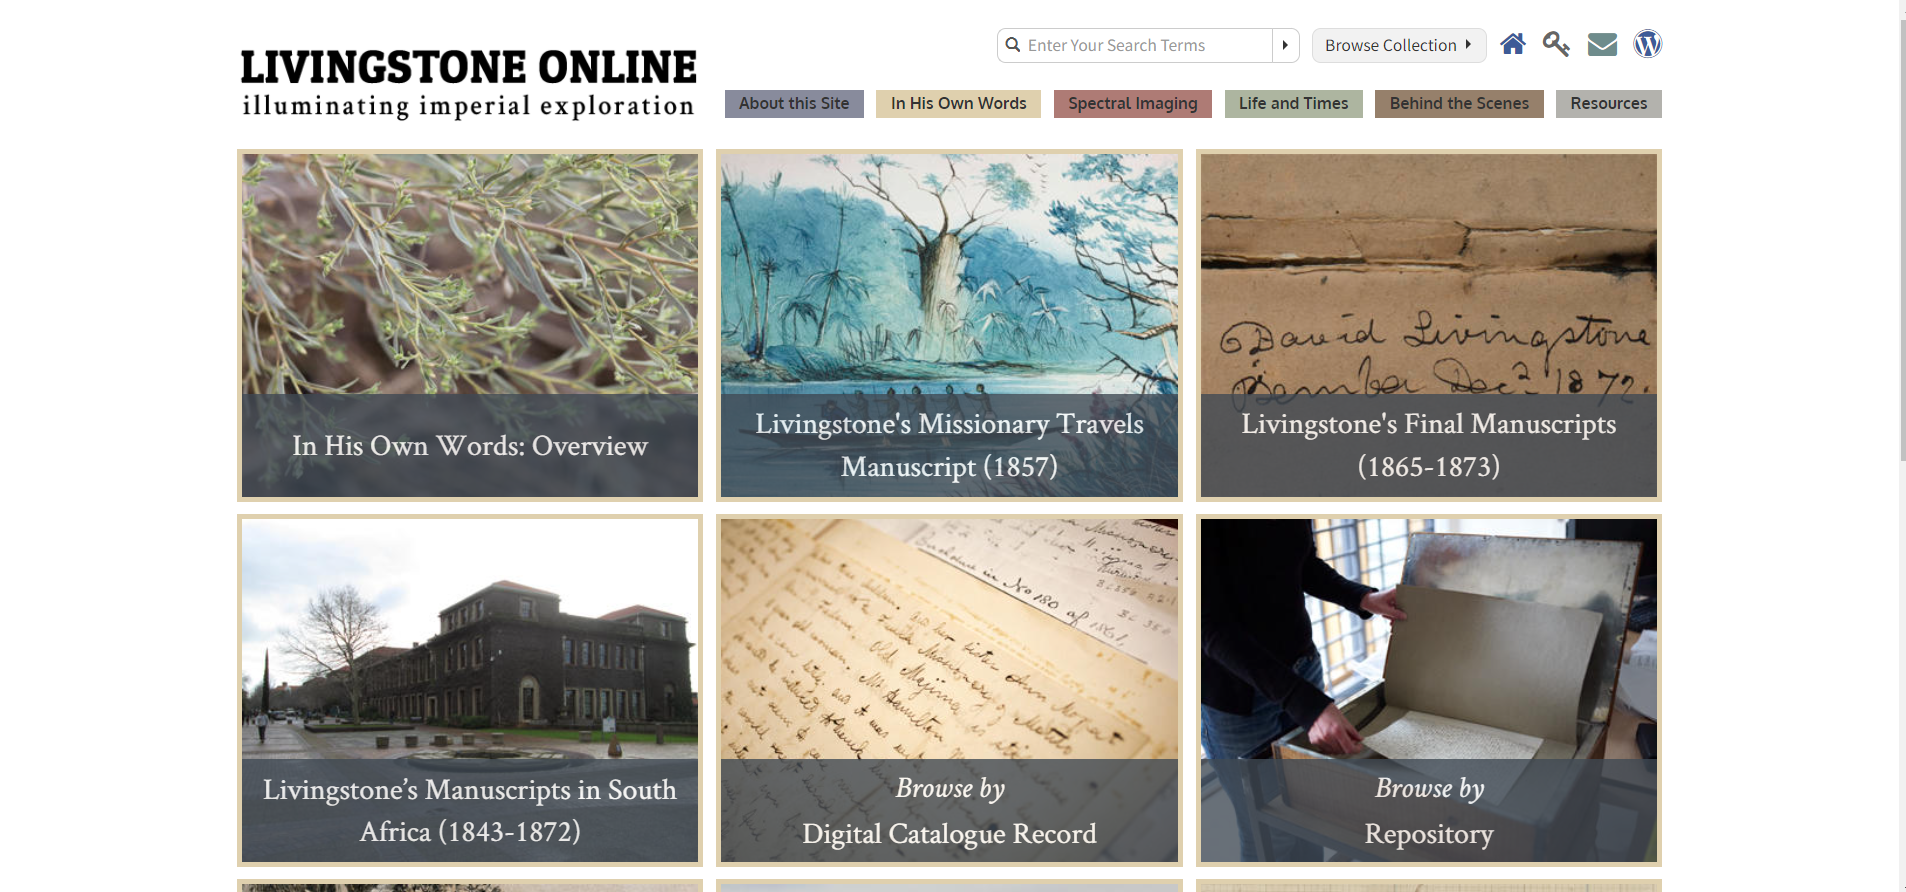 LIVINGSTONE ONLINE
illuminating imperial exploration
Enter Your Search Terms
Browse Collection
About this Site
In His Own Words
Spectral Imaging
Life and Times
Behind the Scenes
Resources
In His Own Words: Overview
Livingstone's Missionary Travels
Manuscript (1857)
David Livingstone
Decr 1872.
Livingstone's Final Manuscripts
(1865-1873)
Livingstone’s Manuscripts in South
Africa (1843-1872)
Browse by
Digital Catalogue Record
Browse by
Repository